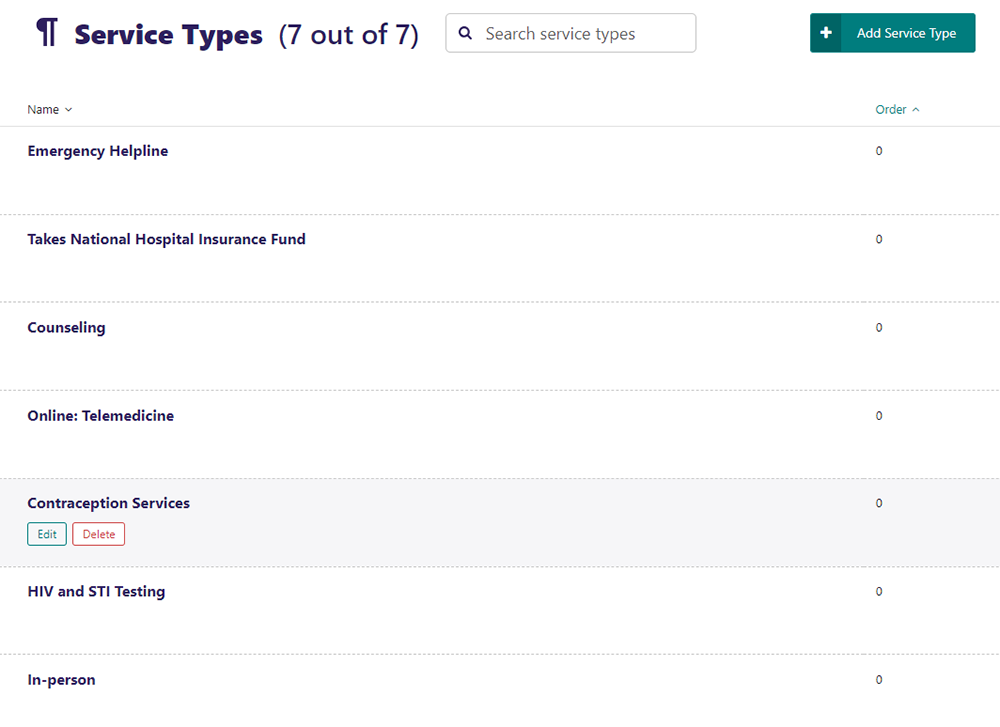 ¶ Service Types (7 out of 7) Search service types Add Service Type
Name Order
Emergency Helpline 0
Takes National Hospital Insurance Fund 0
Counseling 0
Online: Telemedicine 0
Contraception Services 0
Edit Delete
HIV and STI Testing 0
In-person 0